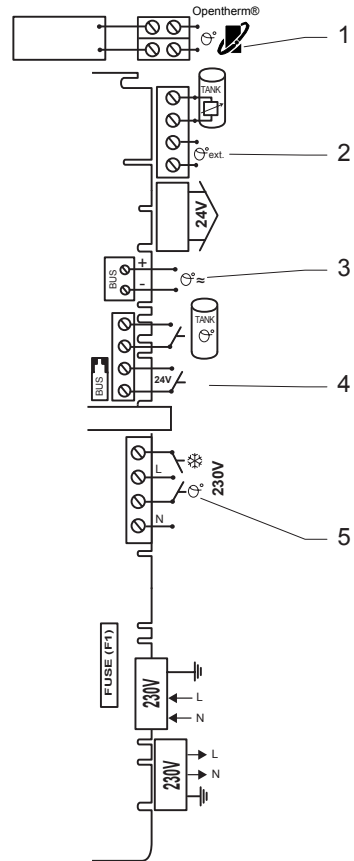 Opentherm®
1
TANK
ext.
2
24V
BUS
+
-
3
TANK
BUS
24V
4
L
N
230V
5
FUSE (F1)
230V
L
N
230V
L
N